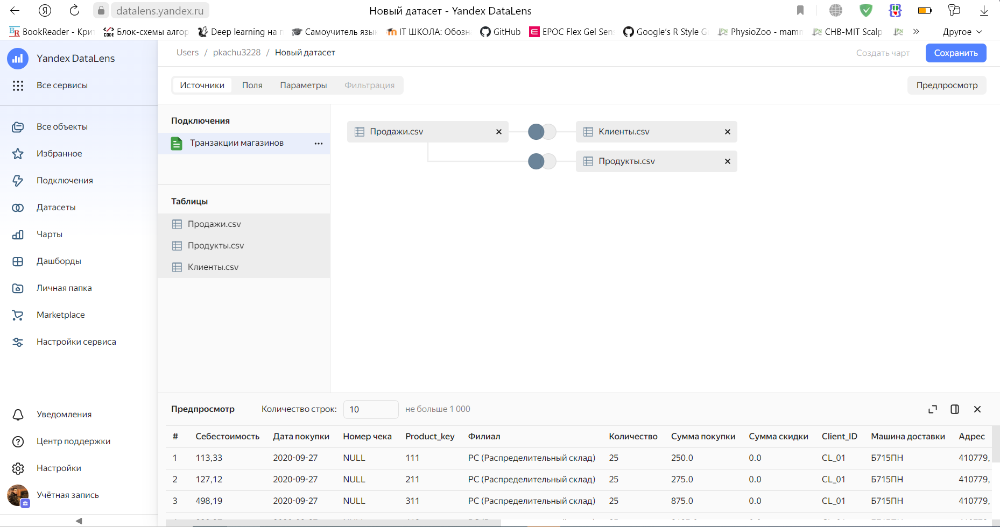 datalens.yandex.ru
Новый датасет - Yandex DataLens
BookReader - Кри
Блок-схемы алгор
Deep learning на
Самоучитель язык
IT ШКОЛА: Обозн
GitHub
EPOC Flex Gel Sens
Google's R Style G
PhysioZoo - mamm
CHB-MIT Scalp
Другое
Yandex DataLens
Users / pkachu3228 / Новый датасет
Создать чарт
Сохранить
Все сервисы
Источники
Поля
Параметры
Фильтрация
Предпросмотр
Все объекты
Избранное
Подключения
Датасеты
Чарты
Дашборды
Личная папка
Marketplace
Настройки сервиса
Уведомления
Центр поддержки
Настройки
Учётная запись
Подключения
Транзакции магазинов
Таблицы
Продажи.csv
Продукты.csv
Клиенты.csv
Продажи.csv
Клиенты.csv
Продукты.csv
Предпросмотр Количество строк: 10 не больше 1 000
# Себестоимость Дата покупки Номер чека Product_key Филиал Количество Сумма покупки Сумма скидки Client_ID Машина доставки Адрес
1 113,33 2020-09-27 NULL 111 РС (Распределительный склад) 25 250.0 0.0 CL_01 Б715ПН 410779,
2 127,12 2020-09-27 NULL 211 РС (Распределительный склад) 25 275.0 0.0 CL_01 Б715ПН 410779,
3 498,19 2020-09-27 NULL 311 РС (Распределительный склад) 25 875.0 0.0 CL_01 Б715ПН 410779,